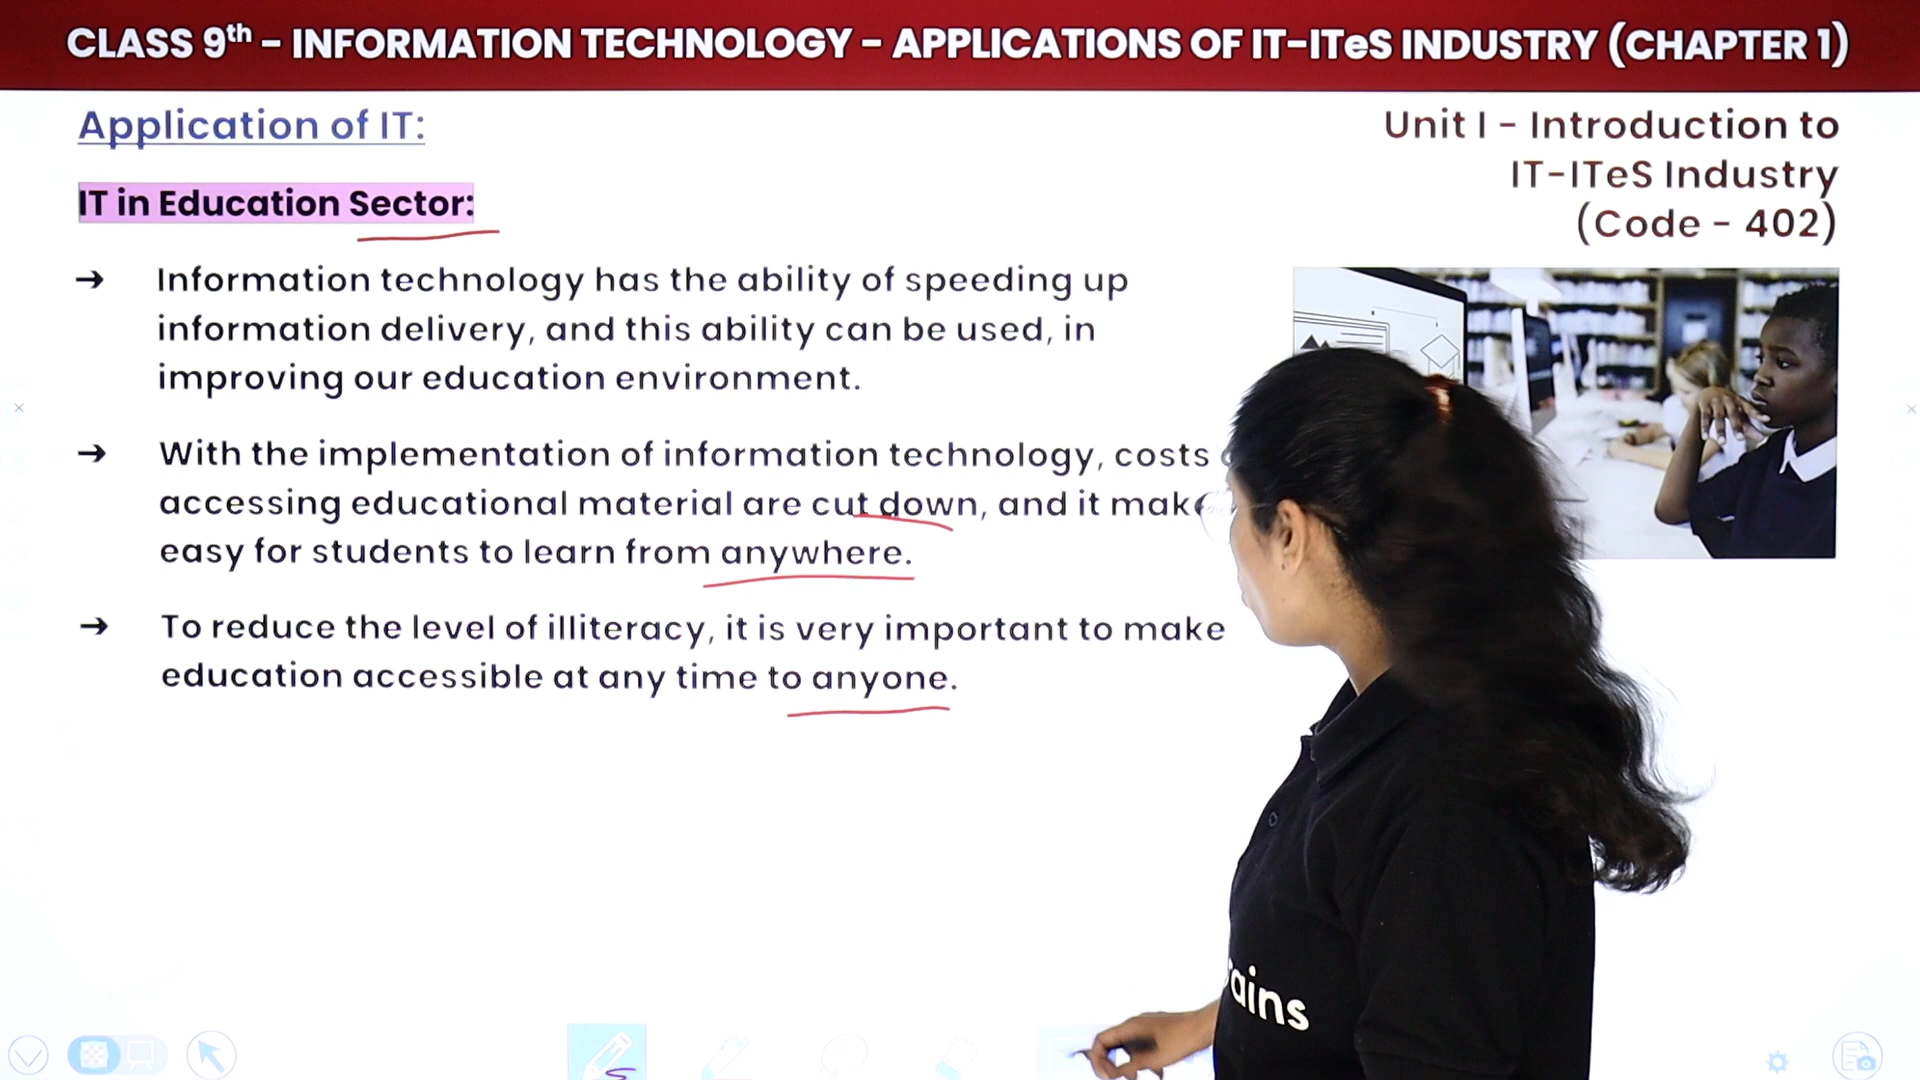 CLASS 9th - INFORMATION TECHNOLOGY - APPLICATIONS OF IT-ITeS INDUSTRY (CHAPTER 1)
Application of IT:
Unit I - Introduction to
IT-ITeS Industry
(Code - 402)
IT in Education Sector:
→ Information technology has the ability of speeding up
information delivery, and this ability can be used, in
improving our education environment.
→ With the implementation of information technology, costs
accessing educational material are cut down, and it make
easy for students to learn from anywhere.
→ To reduce the level of illiteracy, it is very important to make
education accessible at any time to anyone.
ains